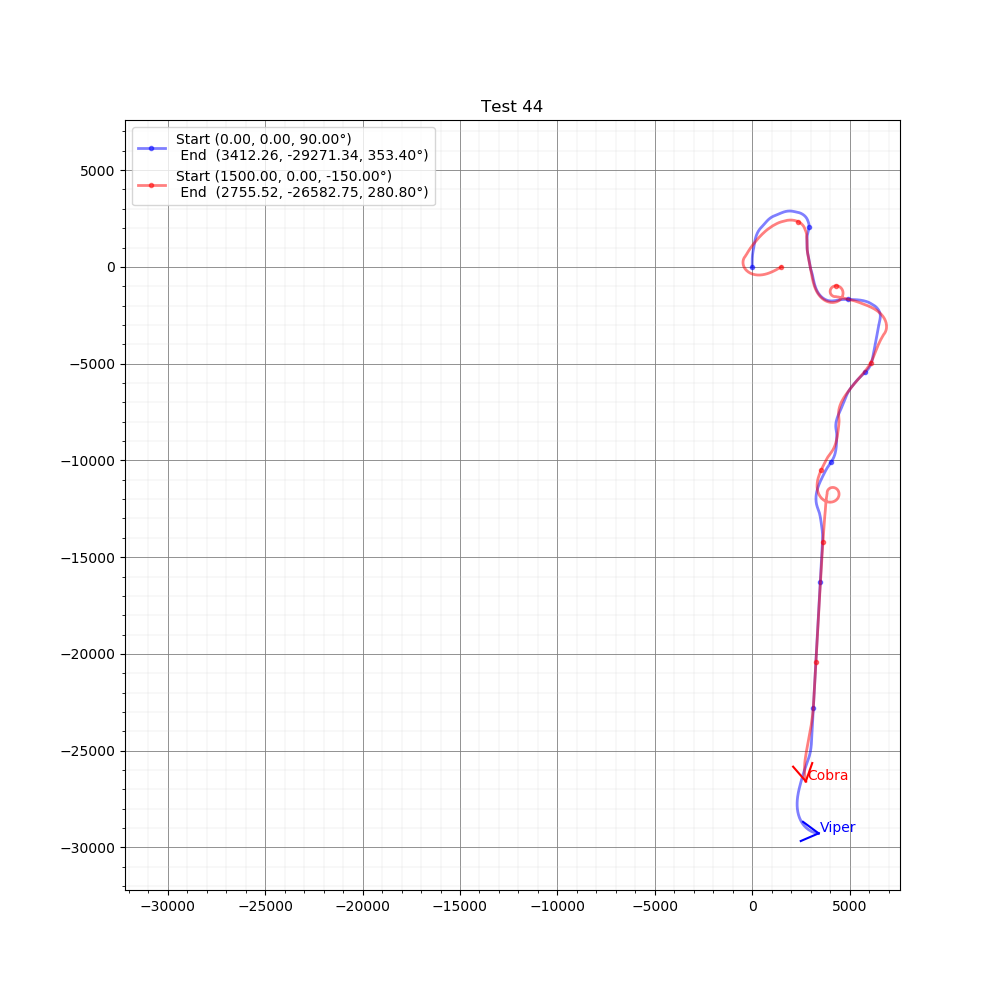 Test 44
Start (0.00, 0.00, 90.00°)
End  (3412.26, -29271.34, 353.40°)
Start (1500.00, 0.00, -150.00°)
End  (2755.52, -26582.75, 280.80°)
5000
0
−5000
−10000
−15000
−20000
−25000
−30000
Cobra
Viper
−30000 −25000 −20000 −15000 −10000 −5000 0 5000